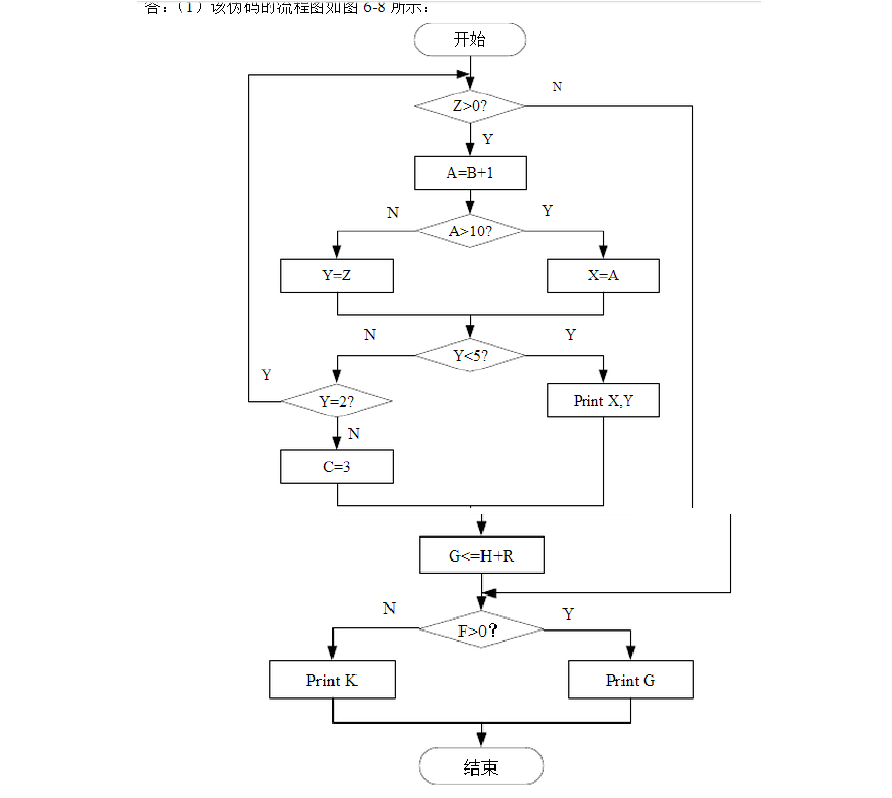 答:（1）该伪码的流程图如图 6-8 所示:
开始
Z>0?
N
Y
A=B+1
N
Y
A>10?
Y=Z
X=A
N
Y
Y<5?
Y
Y=2?
Print X,Y
N
C=3
G<=H+R
N
Y
F>0?
Print K
Print G
结束